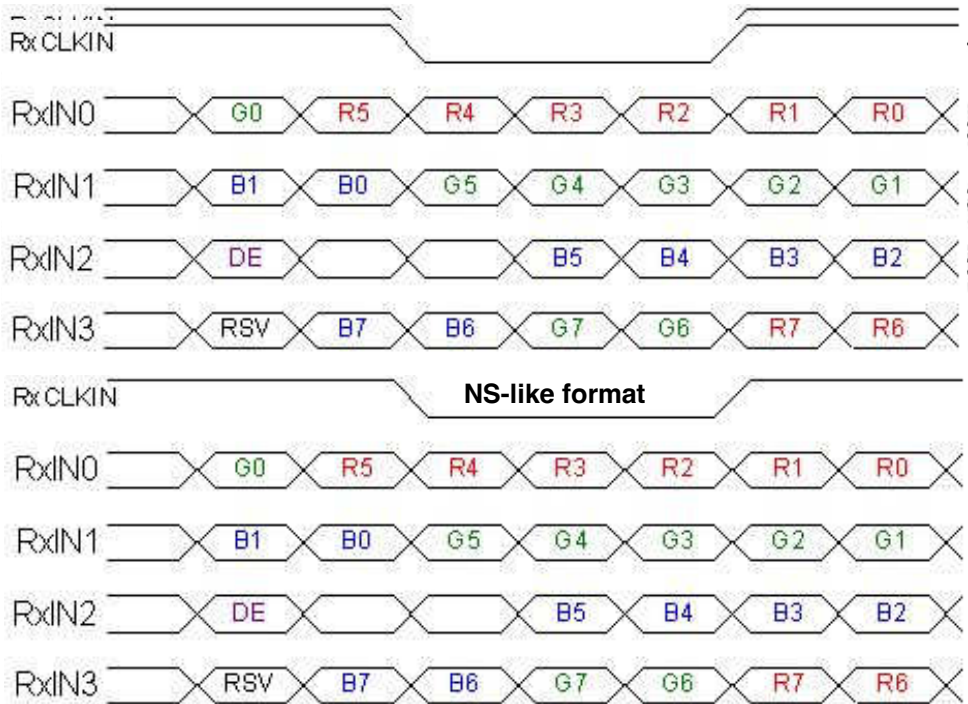 Rx CLKIN
RxIN0 G0 R5 R4 R3 R2 R1 R0
RxIN1 B1 B0 G5 G4 G3 G2 G1
RxIN2 DE B5 B4 B3 B2
RxIN3 RSV B7 B6 G7 G6 R7 R6
Rx CLKIN NS-like format
RxIN0 G0 R5 R4 R3 R2 R1 R0
RxIN1 B1 B0 G5 G4 G3 G2 G1
RxIN2 DE B5 B4 B3 B2
RxIN3 RSV B7 B6 G7 G6 R7 R6